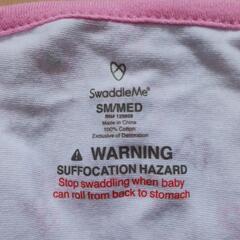 SwaddleMe®
SM/MED
Made in China
100% Cotton
Exclusive of Decoration
⚠ WARNING
SUFFOCATION HAZARD
Stop swaddling when baby
can roll from back to stomach